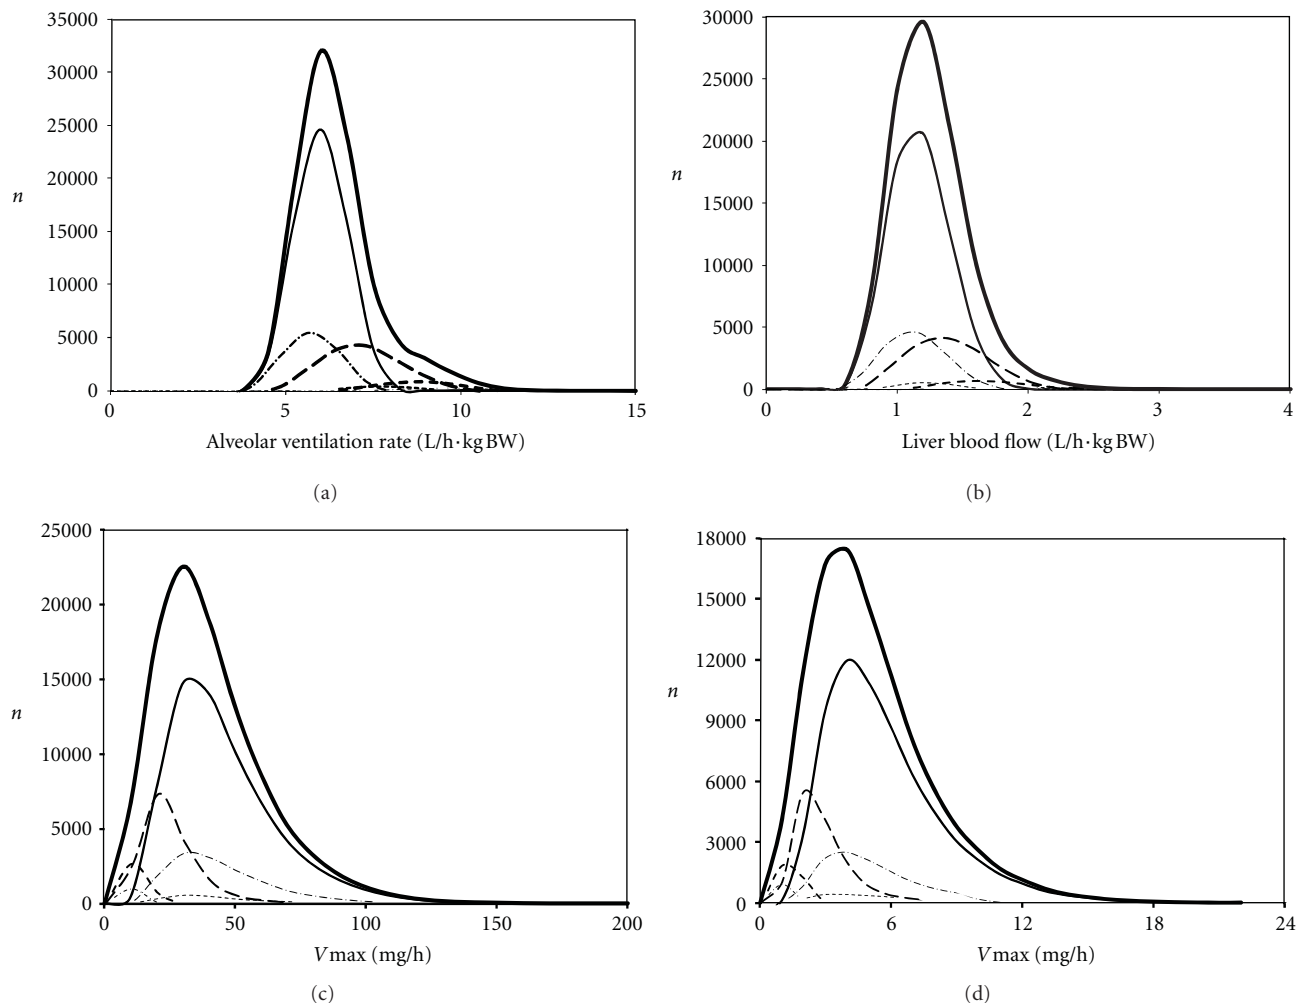 35000
30000
25000
20000
15000
10000
5000
0
n
0 5 10 15
Alveolar ventilation rate (L/h·kg BW)
(a)
30000
25000
20000
15000
10000
5000
0
n
0 1 2 3 4
Liver blood flow (L/h·kg BW)
(b)
25000
20000
15000
10000
5000
0
n
0 50 100 150 200
Vmax (mg/h)
(c)
18000
15000
12000
9000
6000
3000
0
n
0 6 12 18 24
Vmax (mg/h)
(d)